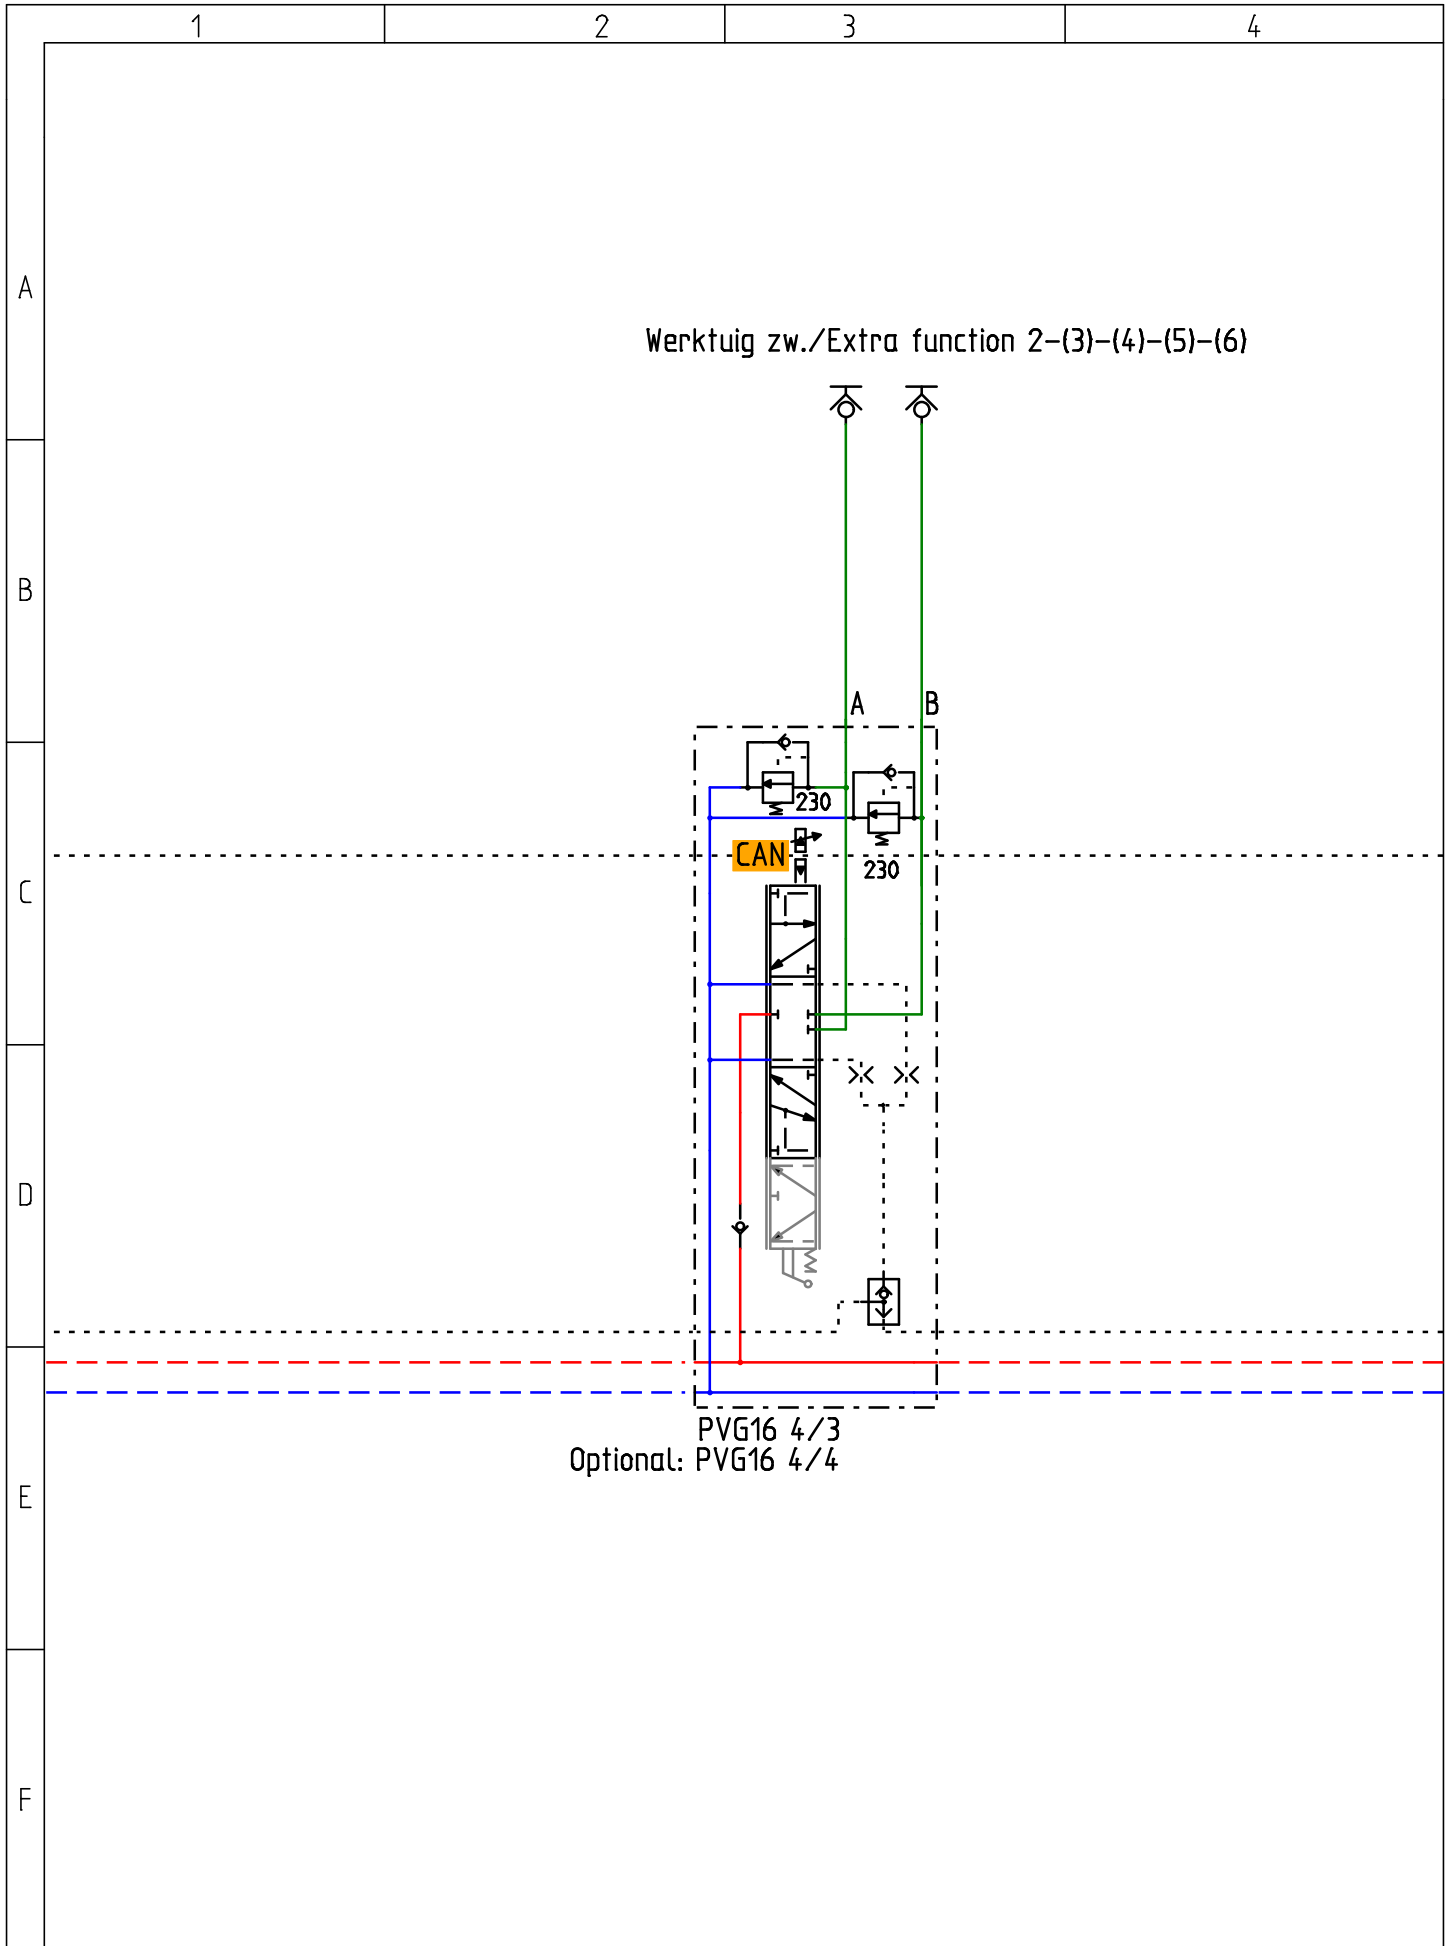 1 2 3 4
A
Werktuig zw./Extra function 2-(3)-(4)-(5)-(6)
B
A B
230
CAN
230
C
D
PVG16 4/3
Optional: PVG16 4/4
E
F